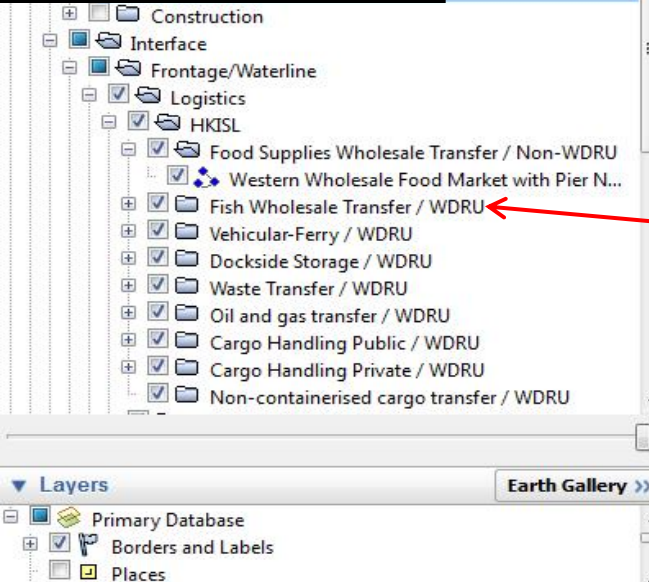 Construction
Interface
Frontage/Waterline
Logistics
HKISL
Food Supplies Wholesale Transfer / Non-WDRU
Western Wholesale Food Market with Pier N...
Fish Wholesale Transfer / WDRU
Vehicular-Ferry / WDRU
Dockside Storage / WDRU
Waste Transfer / WDRU
Oil and gas transfer / WDRU
Cargo Handling Public / WDRU
Cargo Handling Private / WDRU
Non-containerised cargo transfer / WDRU
Layers
Earth Gallery
Primary Database
Borders and Labels
Places